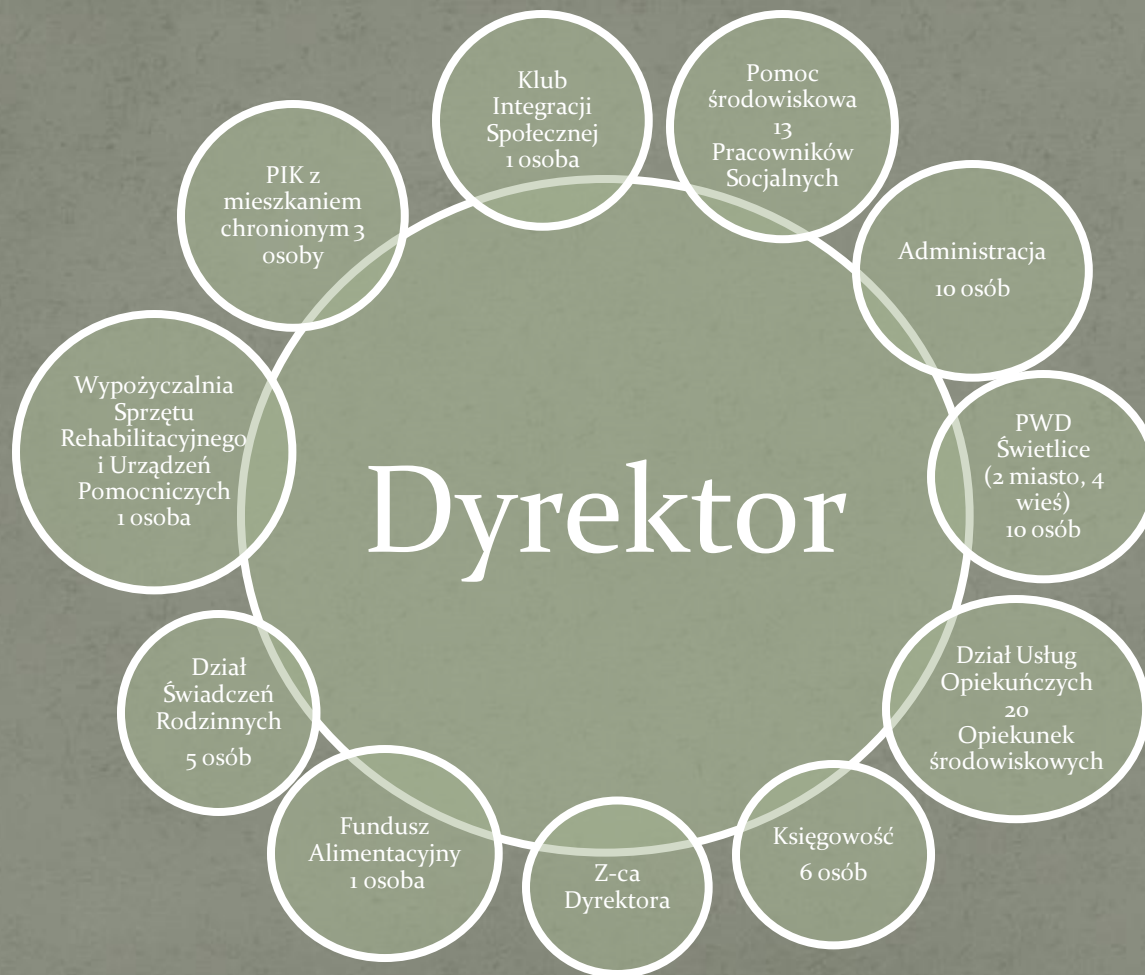 Klub
Integracji
Społecznej
1 osoba
Pomoc
środowiskowa
13
Pracowników
Socjalnych
PIK z
mieszkaniem
chronionym 3
osoby
Administracja
10 osób
Wypożyczalnia
Sprzętu
Rehabilitacyjnego
i Urządzeń
Pomocniczych
1 osoba
PWD
Świetlice
(2 miasto, 4
wieś)
10 osób
Dyrektor
Dział
Świadczeń
Rodzinnych
5 osób
Dział Usług
Opiekuńczych
20
Opiekunek
środowiskowych
Fundusz
Alimentacyjny
1 osoba
Z-ca
Dyrektora
Księgowość
6 osób